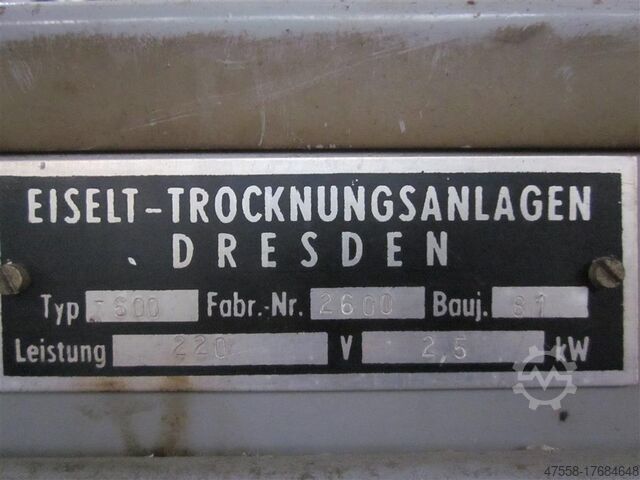 EISELT-TROCKNUNGSANLAGEN
DRESDEN
Typ Fabr.-Nr. 2600 Bauj. 81
Leistung 220 V 2,5 kW
47558-17684648